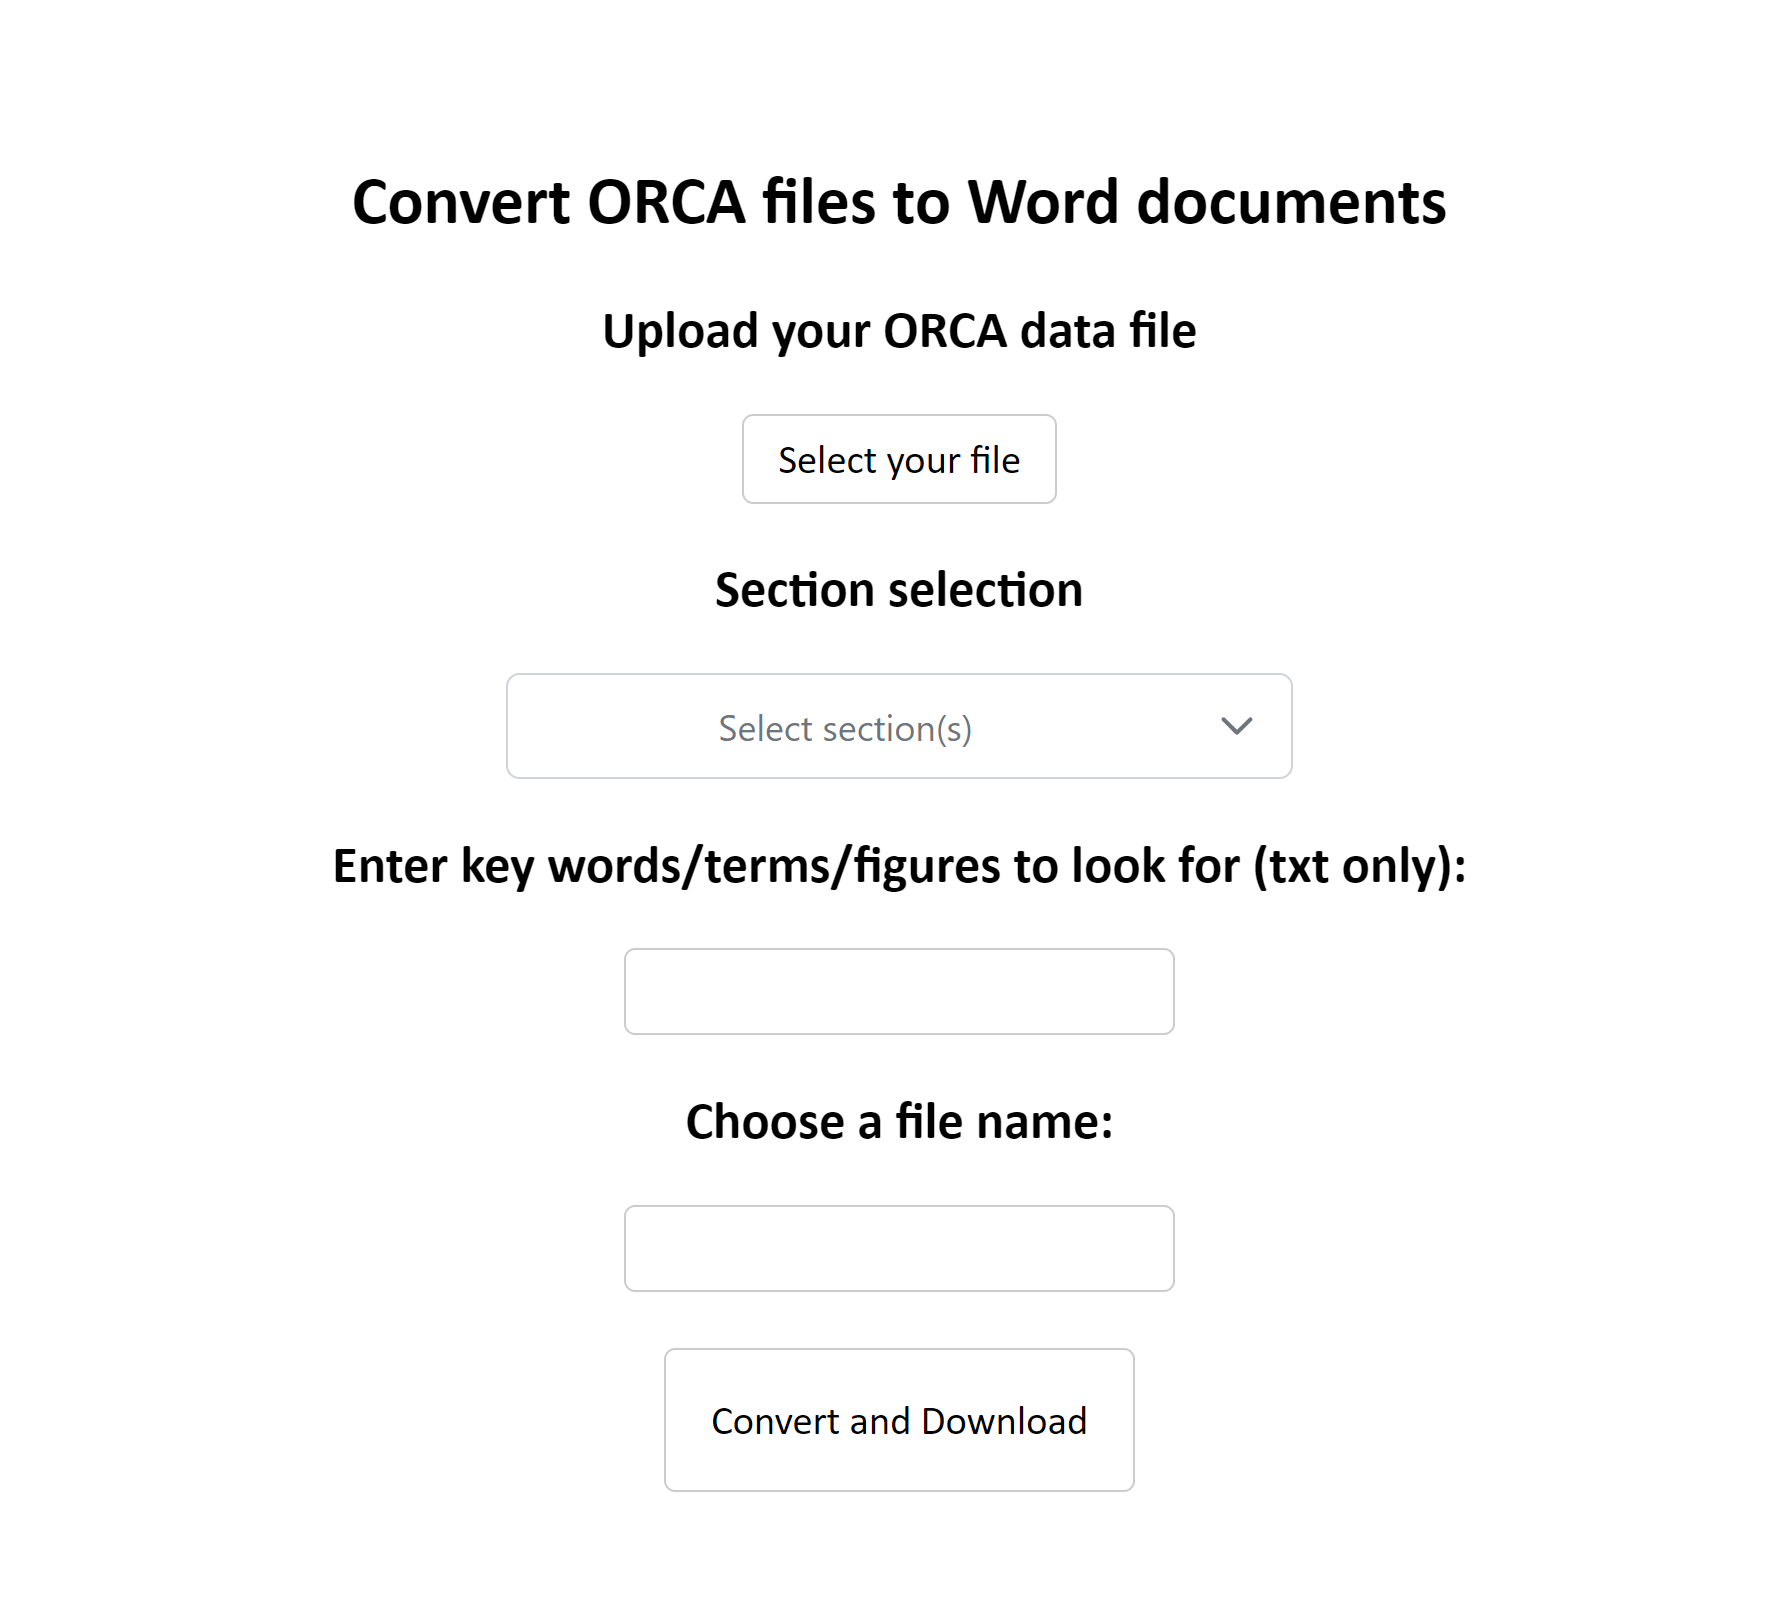 Convert ORCA files to Word documents
Upload your ORCA data file
Select your file
Section selection
Select section(s)
Enter key words/terms/figures to look for (txt only):
Choose a file name:
Convert and Download